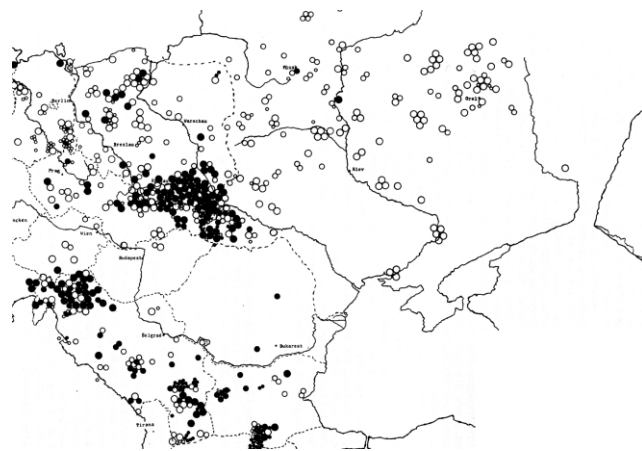 Minsk
Berlin
Orel
Warschau
Breslau
Prag
Kiev
Wien
Budapest
Belgrad
Bukarest
Tirana